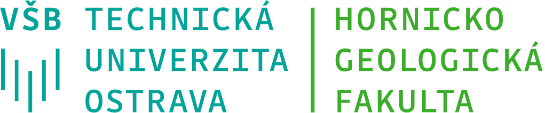 VŠB TECHNICKÁ
UNIVERZITA
OSTRAVA
HORNICKO
GEOLOGICKÁ
FAKULTA